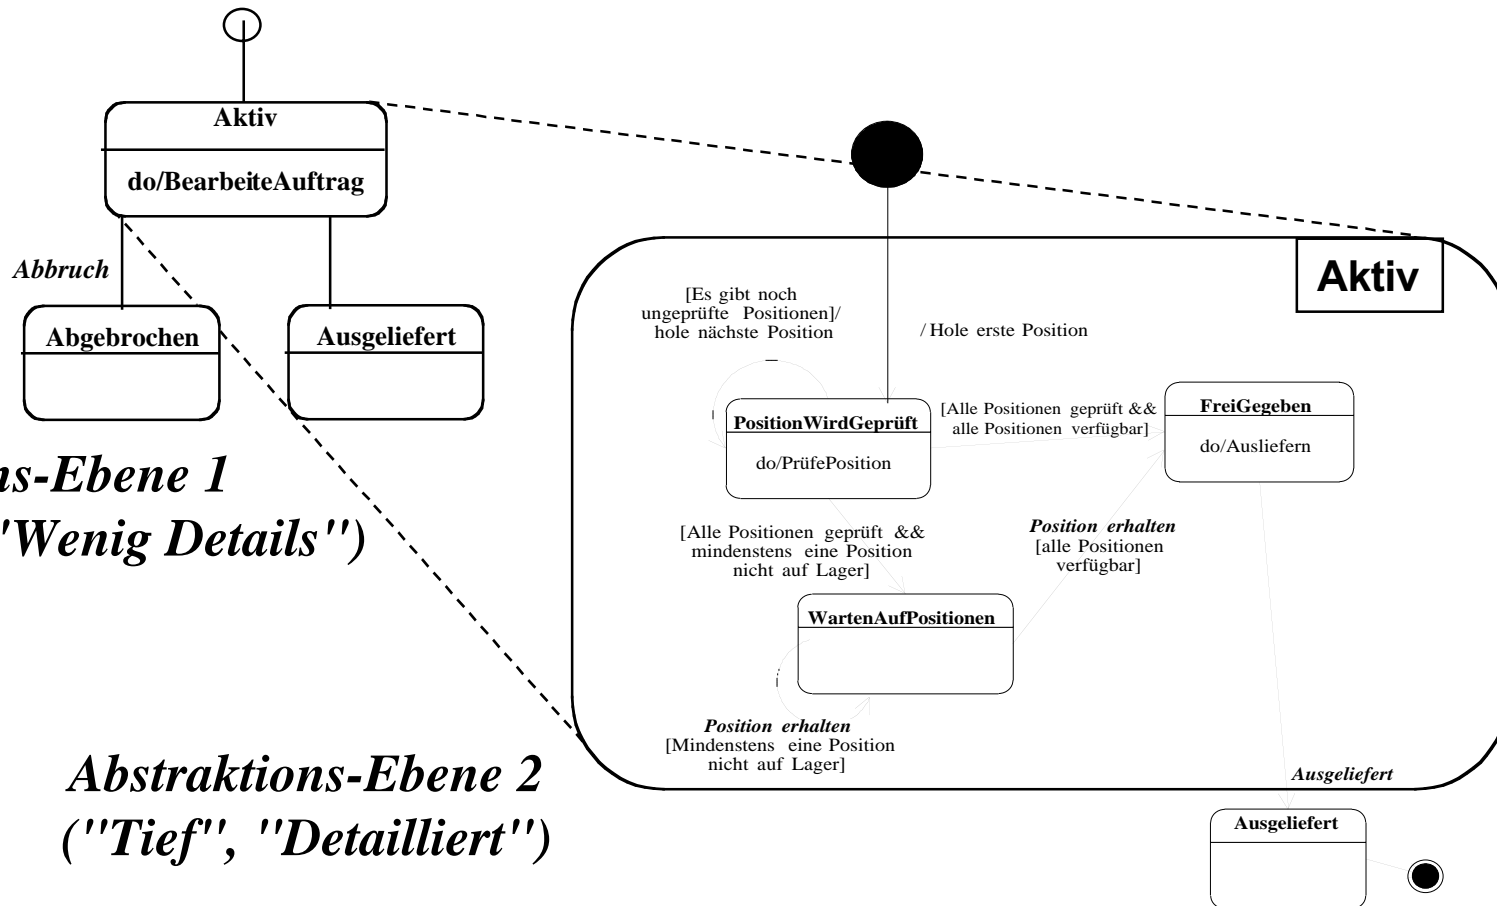 Aktiv
do/BearbeiteAuftrag
Abbruch
Abgebrochen
Ausgeliefert
ns-Ebene 1
"Wenig Details")
Abstraktions-Ebene 2
("Tief", "Detailliert")
Aktiv
[Es gibt noch
ungeprüfte Positionen]/
hole nächste Position
/ Hole erste Position
PositionWirdGeprüft
do/PrüfePosition
[Alle Positionen geprüft &&
alle Positionen verfügbar]
FreiGegeben
do/Ausliefern
[Alle Positionen geprüft &&
mindenstens eine Position
nicht auf Lager]
Position erhalten
[alle Positionen
verfügbar]
WartenAufPositionen
Position erhalten
[Mindenstens eine Position
nicht auf Lager]
Ausgeliefert
Ausgeliefert